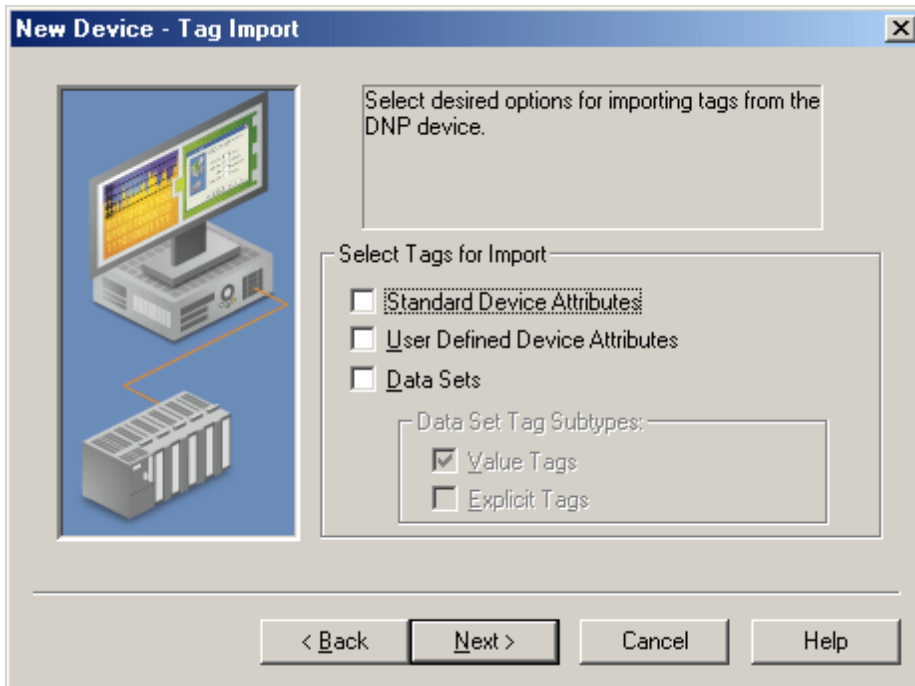 New Device - Tag Import
Select desired options for importing tags from the
DNP device.
Select Tags for Import
Standard Device Attributes
User Defined Device Attributes
Data Sets
Data Set Tag Subtypes:
Value Tags
Explicit Tags
< Back
Next >
Cancel
Help